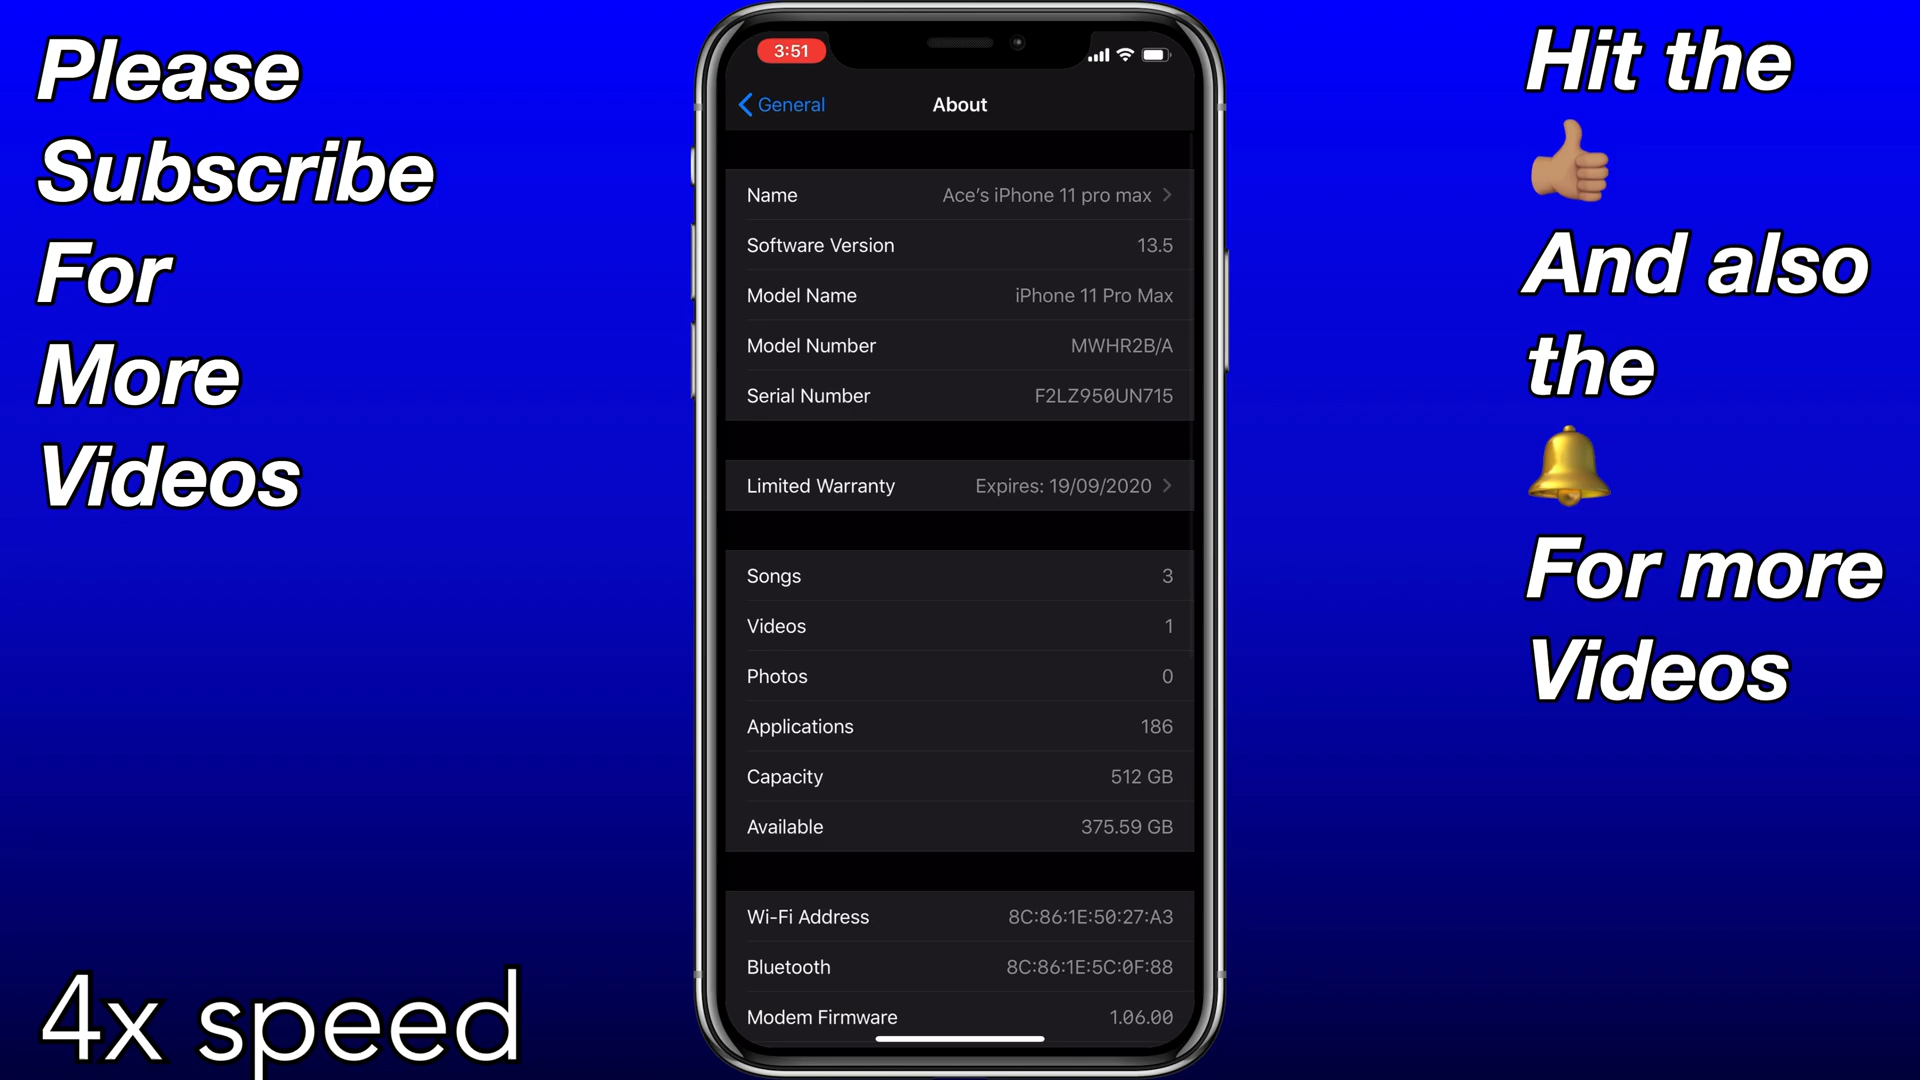 Please
Subscribe
For
More
Videos
4x speed
3:51
General
About
Name Ace’s iPhone 11 pro max
Software Version 13.5
Model Name iPhone 11 Pro Max
Model Number MWHR2B/A
Serial Number F2LZ950UN715
Limited Warranty Expires: 19/09/2020
Songs 3
Videos 1
Photos 0
Applications 186
Capacity 512 GB
Available 375.59 GB
Wi-Fi Address 8C:86:1E:50:27:A3
Bluetooth 8C:86:1E:5C:0F:88
Modem Firmware 1.06.00
Hit the
And also
the
For more
Videos